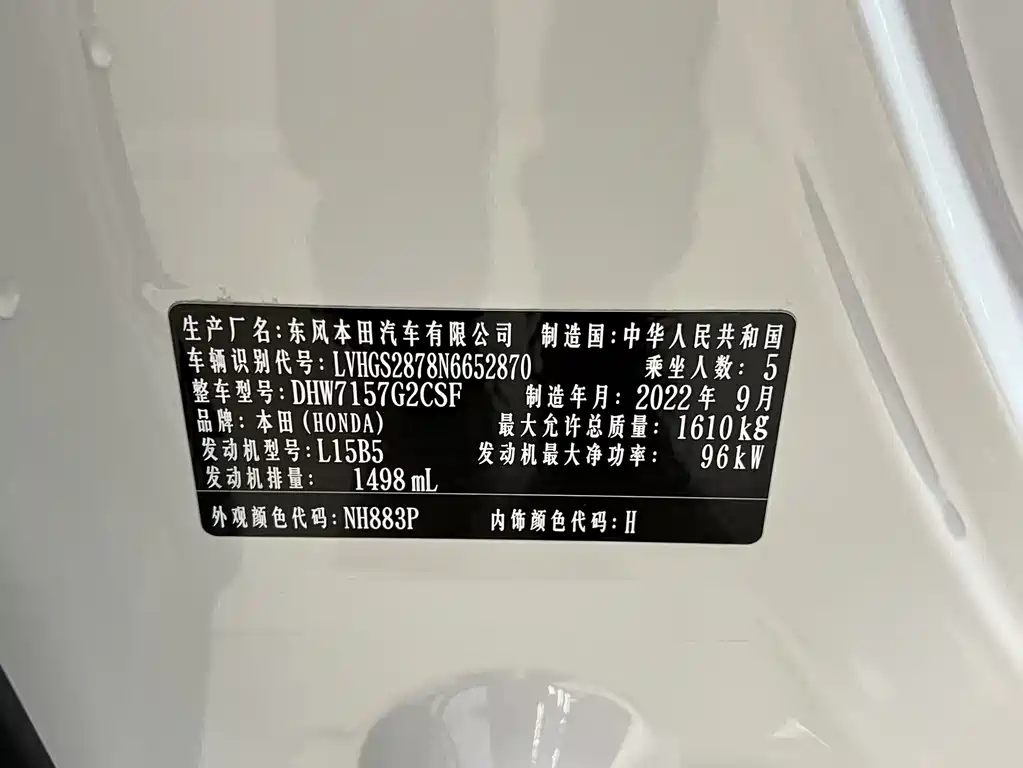 生产厂名:东风本田汽车有限公司 制造国:中华人民共和国
车辆识别代号:LVHGS2878N6652870 乘坐人数:5
整车型号:DHW7157G2CSF 制造年月:2022年 9月
品牌:本田(HONDA) 最大允许总质量:1610kg
发动机型号:L15B5 发动机最大净功率: 96kW
发动机排量: 1498mL
外观颜色代码:NH883P 内饰颜色代码:H